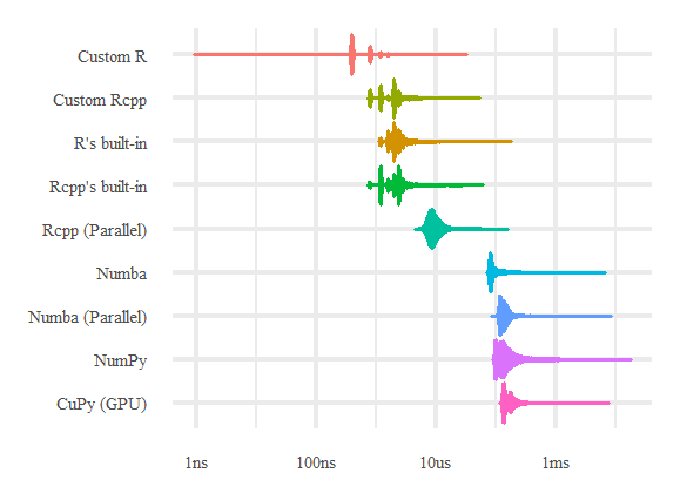 Custom R
Custom Rcpp
R's built-in
Rcpp's built-in
Rcpp (Parallel)
Numba
Numba (Parallel)
NumPy
CuPy (GPU)
1ns 100ns 10us 1ms